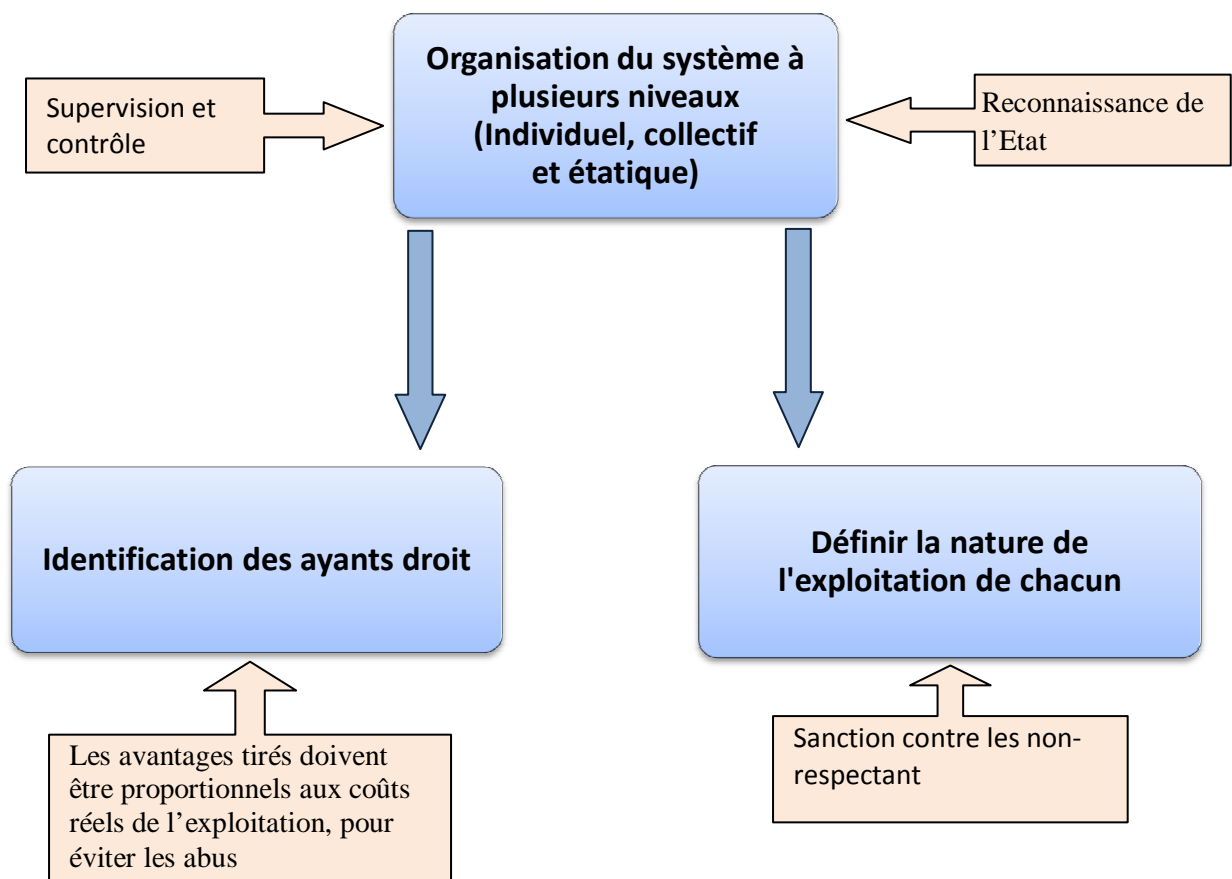 Organisation du système à
plusieurs niveaux
(Individuel, collectif
et étatique)
Supervision et
contrôle
Reconnaissance de
l’Etat
Identification des ayants droit
Définir la nature de
l'exploitation de chacun
Les avantages tirés doivent
être proportionnels aux coûts
réels de l’exploitation, pour
éviter les abus
Sanction contre les non-
respectant